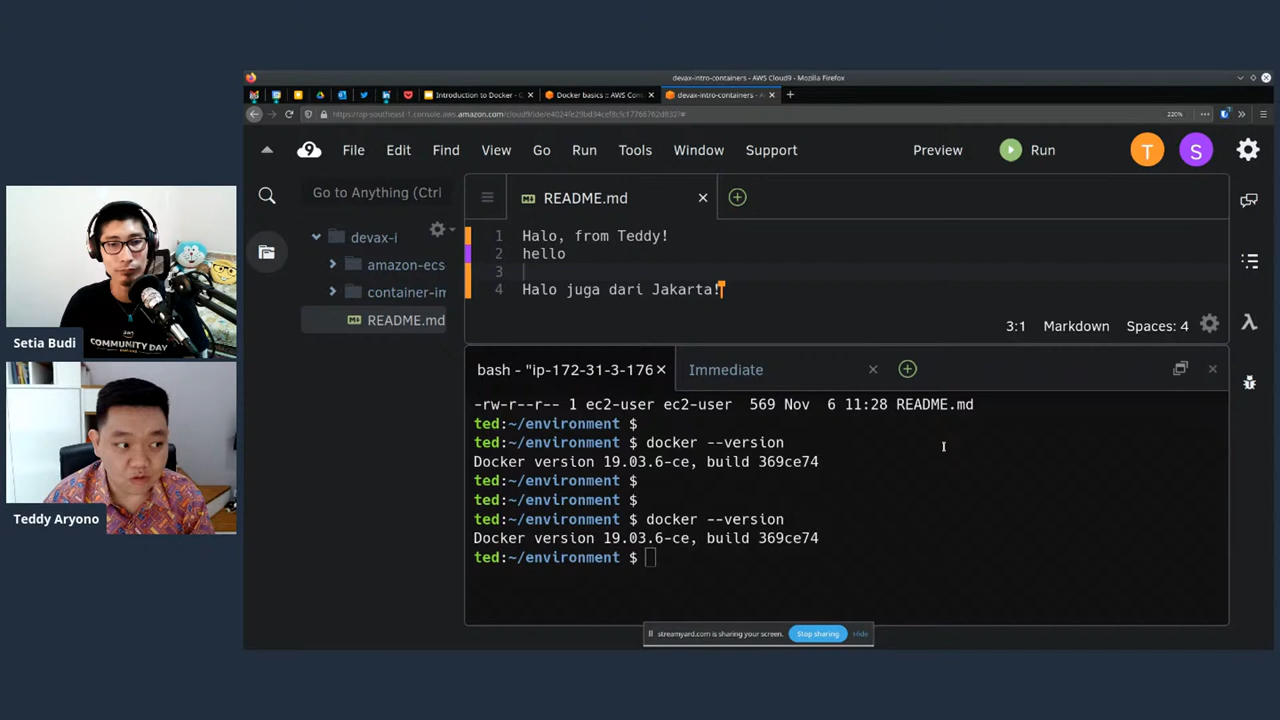 devax-intro-containers - AWS Cloud9 - Mozilla Firefox
Introduction to Docker -
Docker basics :: AWS Con
devax-intro-containers -
220%
9
File Edit Find View Go Run Tools Window Support Preview Run T S
Go to Anything (Ctrl
README.md
devax-i
amazon-ecs
container-im
README.md
1 Halo, from Teddy!
2 hello
3
4 Halo juga dari Jakarta!
3:1 Markdown Spaces: 4
bash - "ip-172-31-3-176
Immediate
-rw-r--r-- 1 ec2-user ec2-user 569 Nov 6 11:28 README.md
ted:~/environment $
ted:~/environment $ docker --version
Docker version 19.03.6-ce, build 369ce74
ted:~/environment $
ted:~/environment $
ted:~/environment $ docker --version
Docker version 19.03.6-ce, build 369ce74
ted:~/environment $
streamyard.com is sharing your screen. Stop sharing Hide
aws
COMMUNITY DAY
Setia Budi
Teddy Aryono